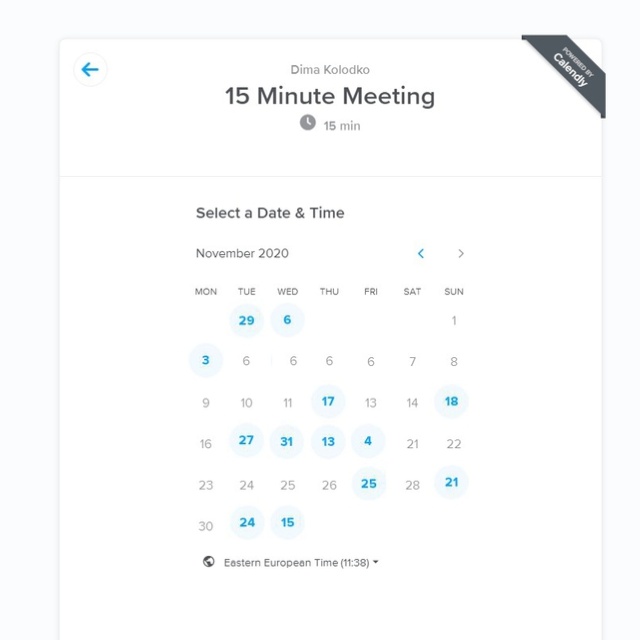 POWERED BY
Calendly
Dima Kolodko
15 Minute Meeting
15 min
Select a Date & Time
November 2020
MON TUE WED THU FRI SAT SUN
29 6 1
3 6 6 6 6 7 8
9 10 11 17 13 14 18
16 27 31 13 4 21 22
23 24 25 26 25 28 21
30 24 15
Eastern European Time (11:38)